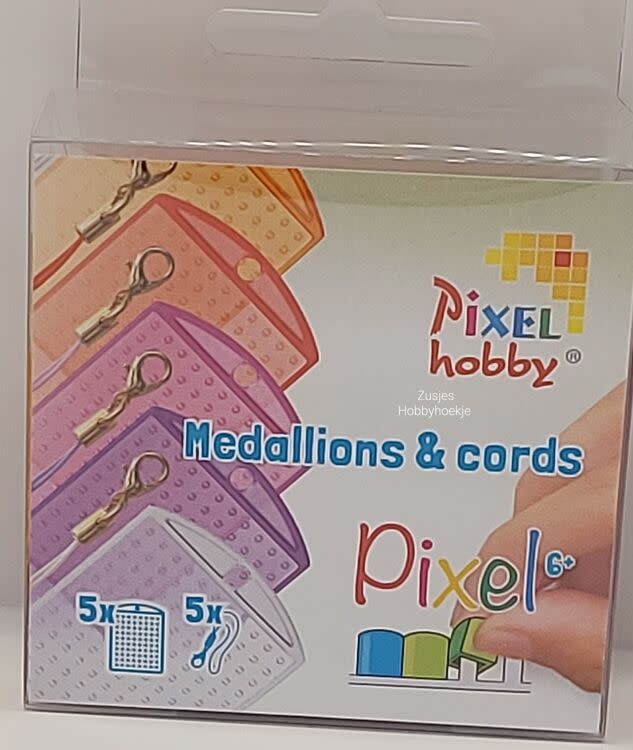 PiXEL
hobby®
Zusjes
Hobbyhoekje
Medallions & cords
Pixel 6+
5x 5x